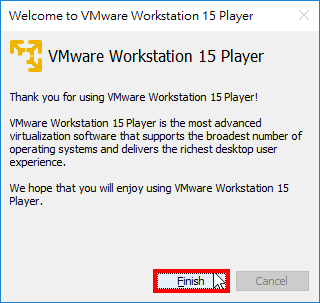 Welcome to VMware Workstation 15 Player
VMware Workstation 15 Player
Thank you for using VMware Workstation 15 Player!
VMware Workstation 15 Player is the most advanced
virtualization software that supports the broadest number of
operating systems and delivers the richest desktop user
experience.
We hope that you will enjoy using VMware Workstation 15
Player.
Finish
Cancel